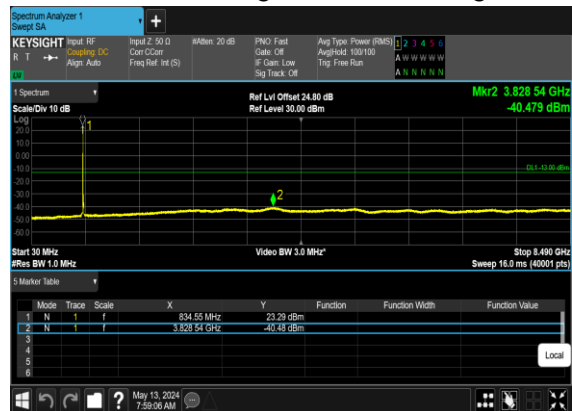 Spectrum Analyzer 1
Swept SA
KEYSIGHT Input: RF Input Z: 50 Ω #Atten: 20 dB PNO: Fast Avg Type: Power (RMS) 1 2 3 4 5 6
R T Coupling: DC Corr CCorr Gate: Off Avg|Hold: 100/100 A W W W W W
Align: Auto Freq Ref: Int (S) IF Gain: Low Trig: Free Run
Sig Track: Off A N N N N N
1 Spectrum Ref Lvl Offset 24.80 dB Mkr2 3.828 54 GHz
Scale/Div 10 dB Ref Level 30.00 dBm -40.479 dBm
Log
20.0
10.0
0.00
-10.0
-20.0
-30.0
-40.0
-50.0
-60.0
1
DL1 -13.00 dBm
2
Start 30 MHz Video BW 3.0 MHz* Stop 8.490 GHz
#Res BW 1.0 MHz Sweep 16.0 ms (40001 pts)
5 Marker Table
Mode Trace Scale X Y Function Function Width Function Value
1 N 1 f 834.55 MHz 23.29 dBm
2 N 1 f 3.828 54 GHz -40.48 dBm
3
4
5
6
Local
? May 13, 2024
7:59:06 AM